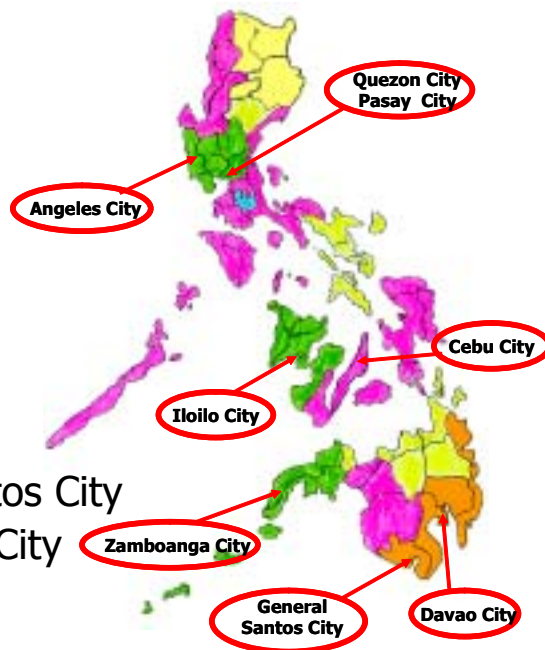 Quezon City
Pasay City
Angeles City
Cebu City
Iloilo City
tos City
City
Zamboanga City
General
Santos City
Davao City